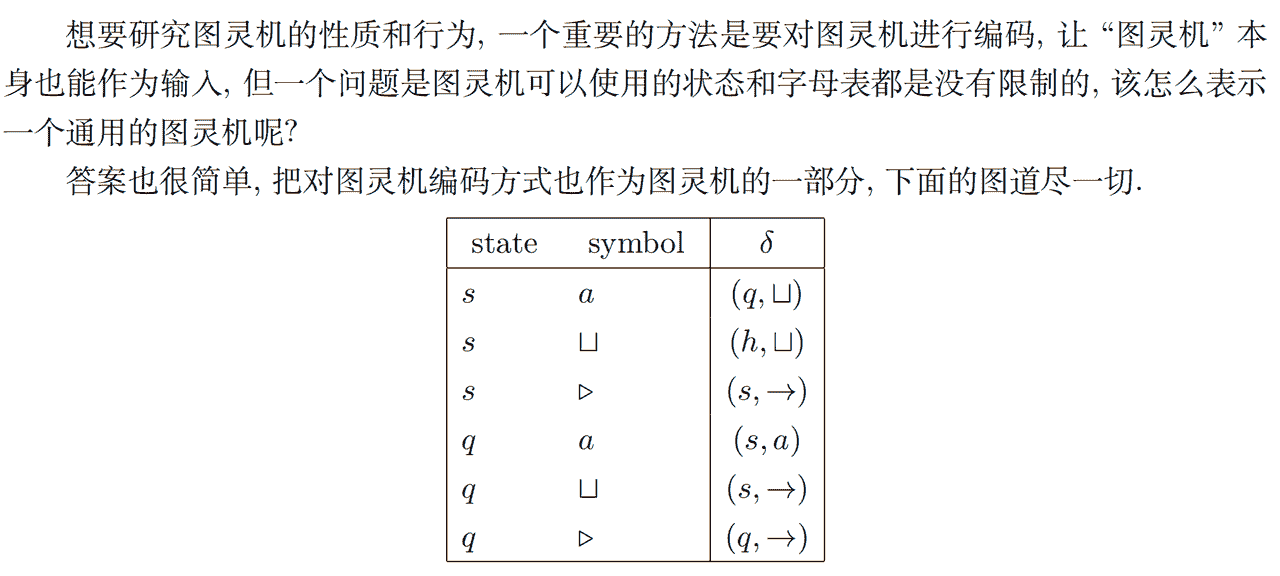 想要研究图灵机的性质和行为, 一个重要的方法是要对图灵机进行编码, 让 “图灵机” 本
身也能作为输入, 但一个问题是图灵机可以使用的状态和字母表都是没有限制的, 该怎么表示
一个通用的图灵机呢?
答案也很简单, 把对图灵机编码方式也作为图灵机的一部分, 下面的图道尽一切.
state symbol δ
s a (q, ⊔)
s ⊔ (h, ⊔)
s ▷ (s, →)
q a (s, a)
q ⊔ (s, →)
q ▷ (q, →)